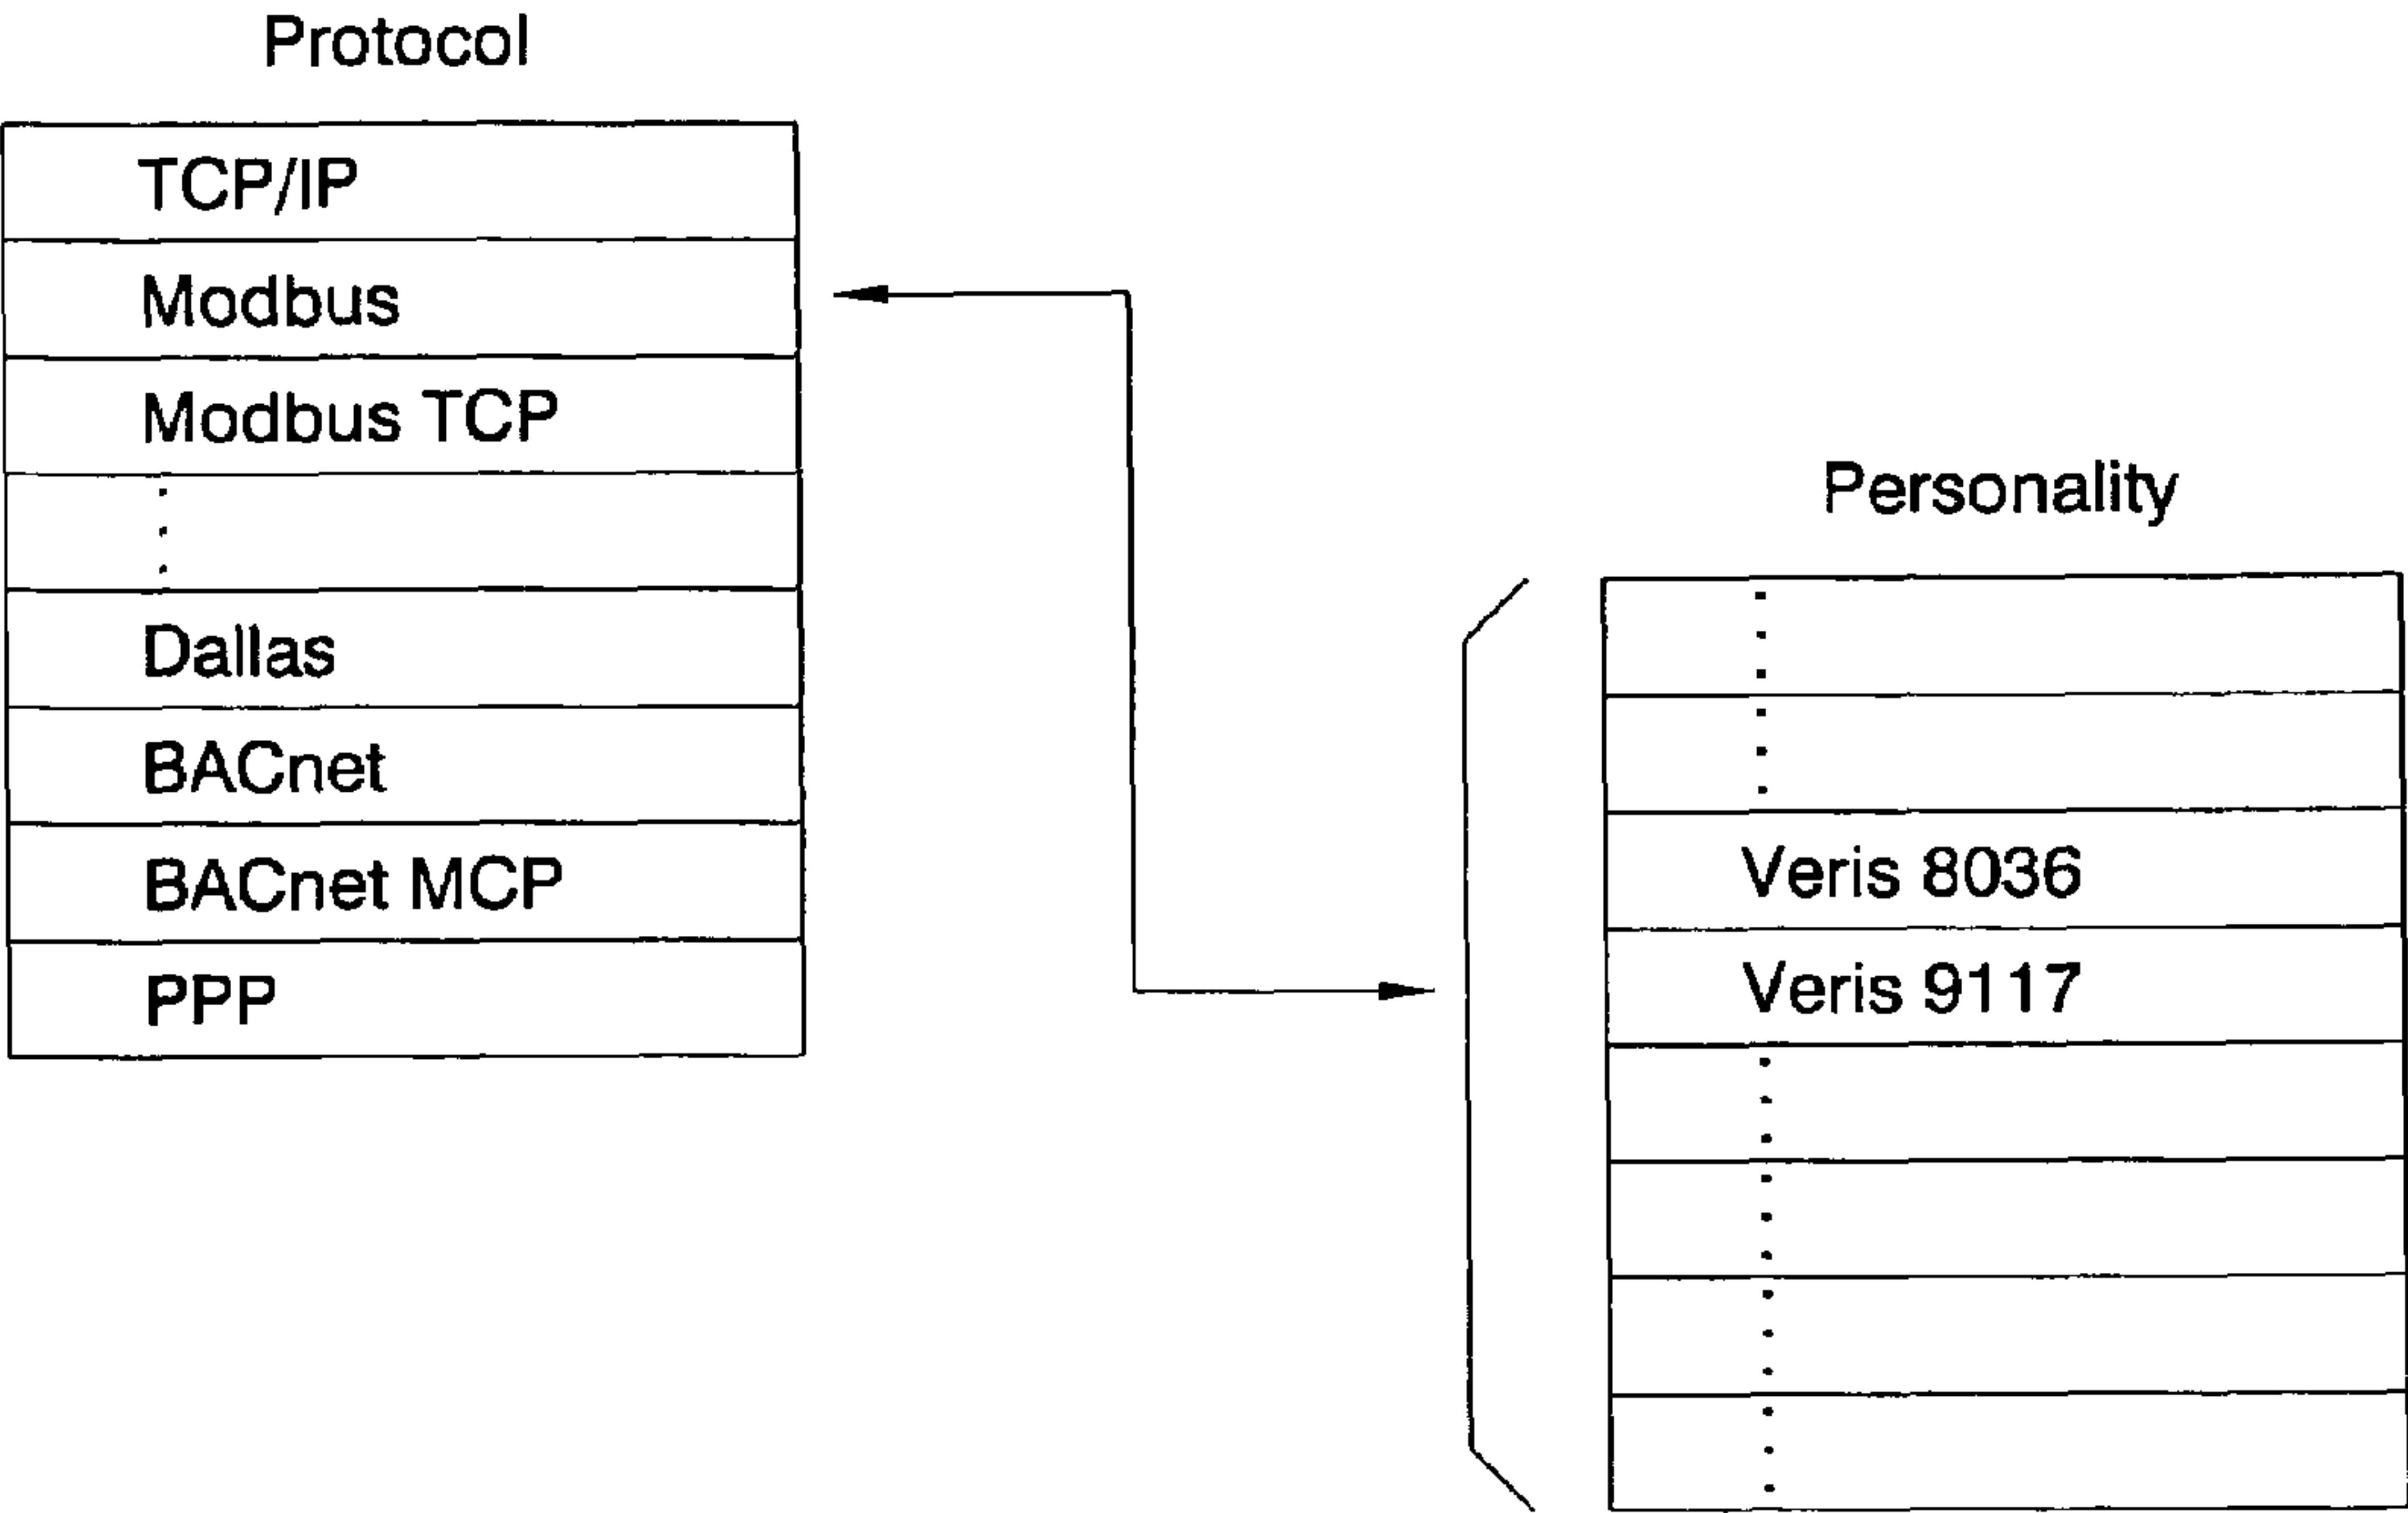 Protocol
TCP/IP
Modbus
Modbus TCP
Dallas
BACnet
BACnet MCP
PPP
Personality
Veris 8036
Veris 9117